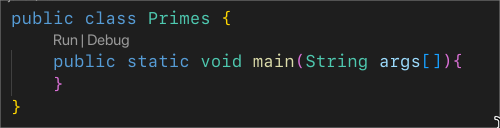 public class Primes {
Run | Debug
public static void main(String args[]){
}
}